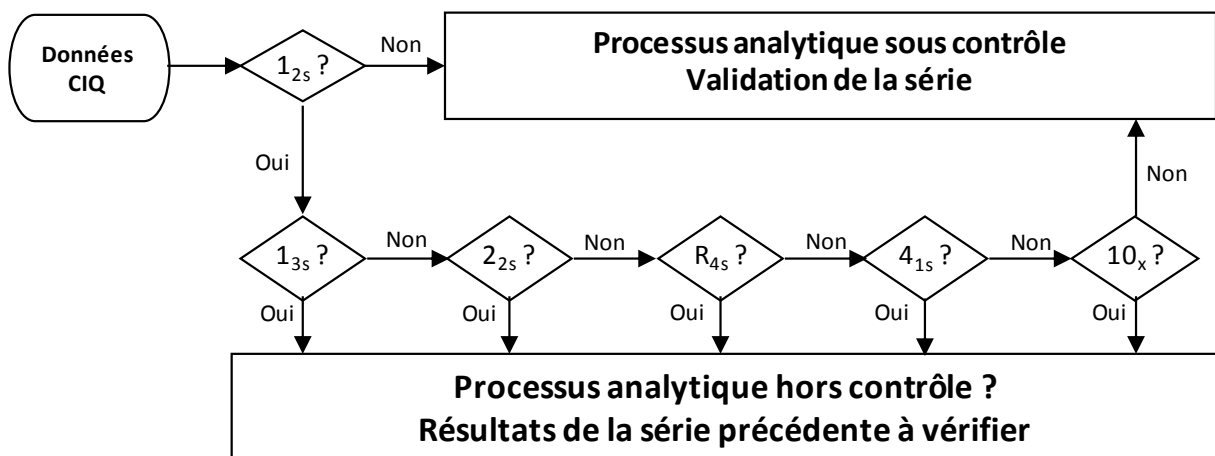 Données
CIQ
1₂ₛ ?
Non
Processus analytique sous contrôle
Validation de la série
Oui
Non
1₃ₛ ?
Non
2₂ₛ ?
Non
R₄ₛ ?
Non
4₁ₛ ?
Non
10ₓ ?
Oui
Oui
Oui
Oui
Oui
Processus analytique hors contrôle ?
Résultats de la série précédente à vérifier